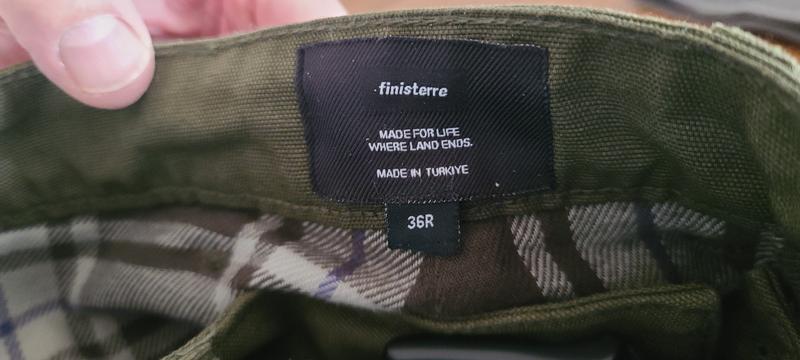 finisterre
MADE FOR LIFE
WHERE LAND ENDS.
MADE IN TURKIYE
36R